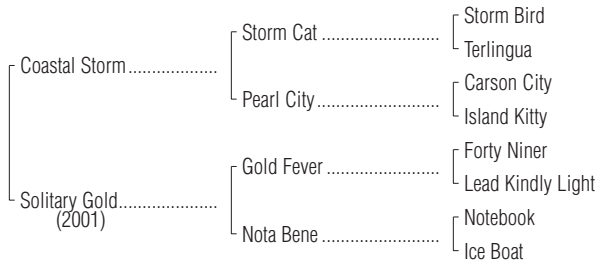 Storm Bird
Storm Cat ........................
Terlingua
Coastal Storm..................
Carson City
Pearl City.........................
Island Kitty
Forty Niner
Gold Fever .......................
Lead Kindly Light
Solitary Gold....................
(2001)
Notebook
Nota Bene ........................
Ice Boat